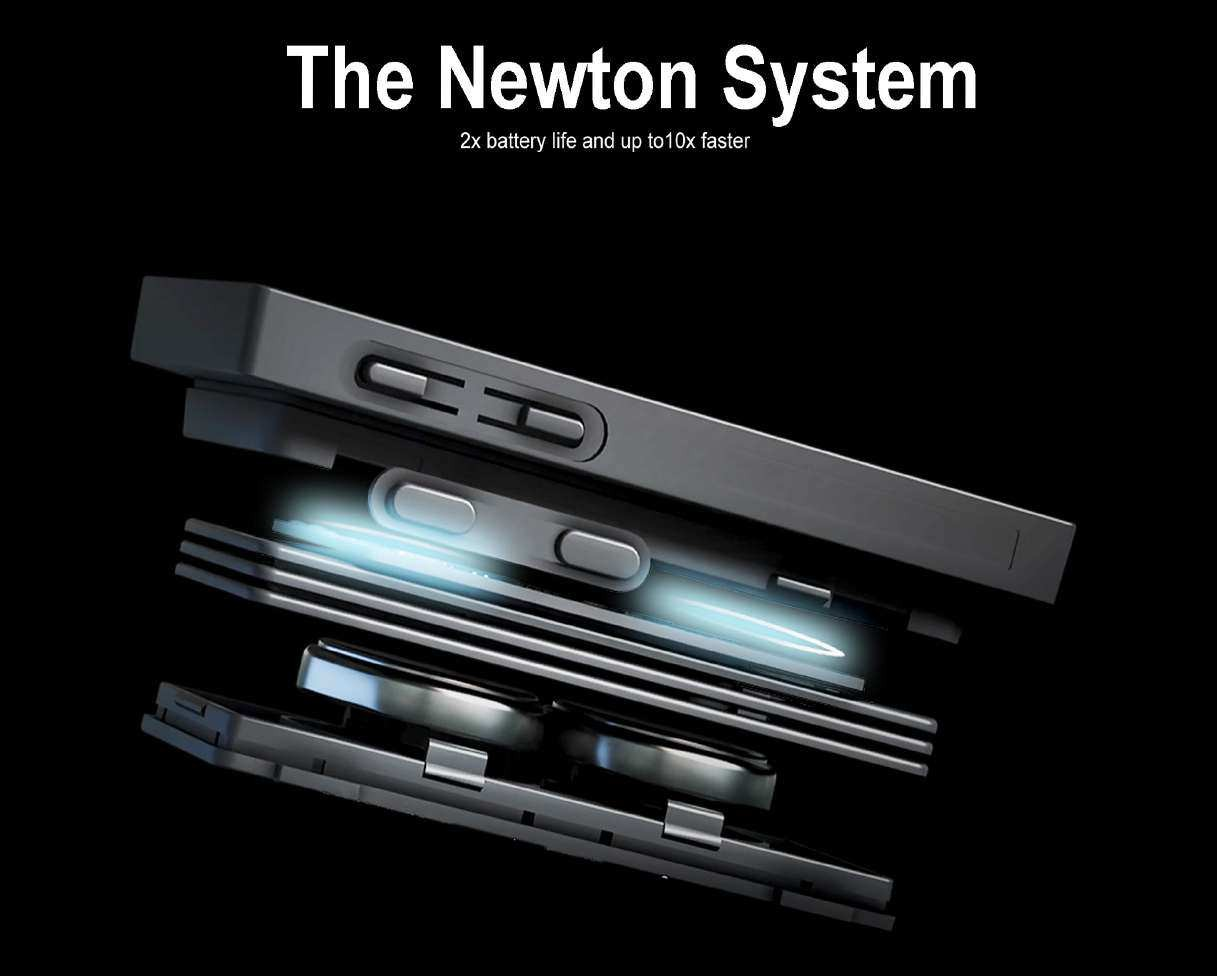 The Newton System
2x battery life and up to10x faster